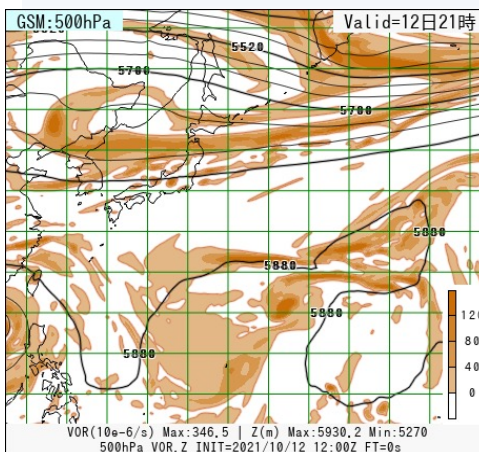 GSM:500hPa
Valid=12日21時
5520
5700
5700
5880
5880
5880
5880
120
80
40
0
VOR(10e-6/s) Max:346.5 | Z(m) Max:5930.2 Min:5270
500hPa VOR,Z INIT=2021/10/12 12:00Z FT=0s